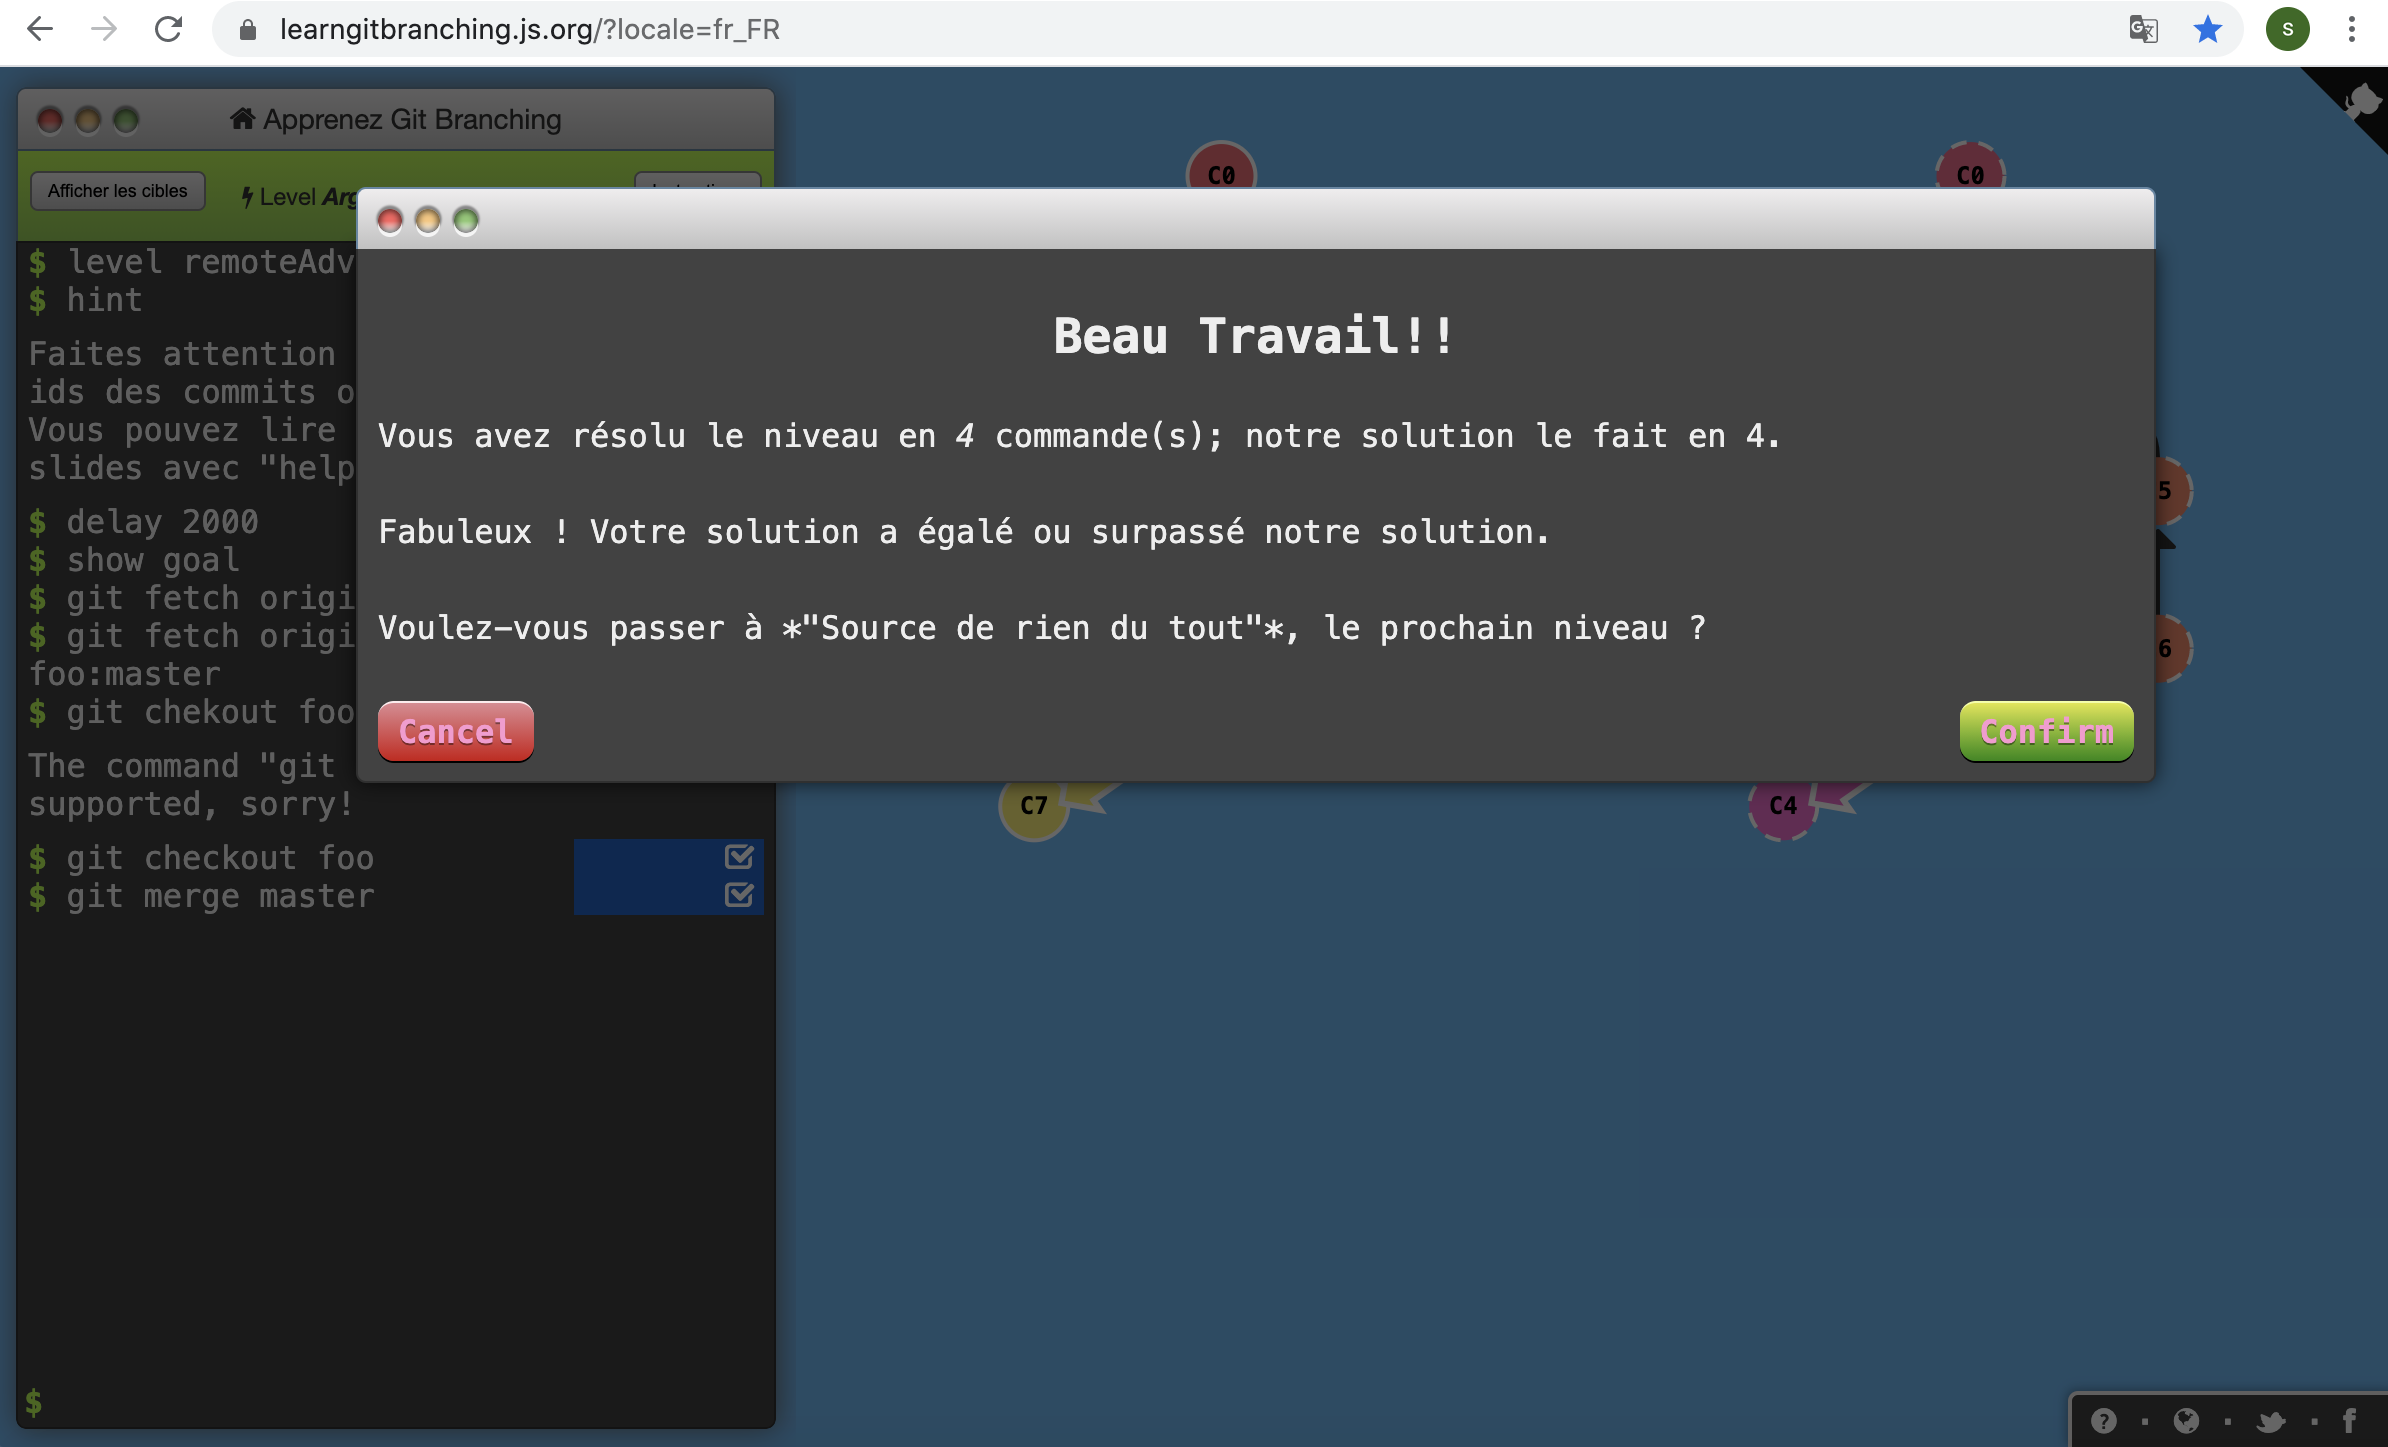 learngitbranching.js.org/?locale=fr_FR
S
Apprenez Git Branching
Afficher les cibles
Level
$ level remoteAdv
$ hint
Faites attention
ids des commits
Vous pouvez lire
slides avec "help
$ delay 2000
$ show goal
$ git fetch origi
$ git fetch origi
foo:master
$ git chekout foo
The command "git
supported, sorry!
$ git checkout foo
$ git merge master
$
C0
C0
Beau Travail!!
Vous avez résolu le niveau en 4 commande(s); notre solution le fait en 4.
Fabuleux ! Votre solution a égalé ou surpassé notre solution.
Voulez-vous passer à *"Source de rien du tout"*, le prochain niveau ?
Cancel
Confirm
5
6
C7
C4